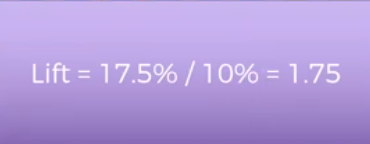 Lift = 17.5% / 10% = 1.75